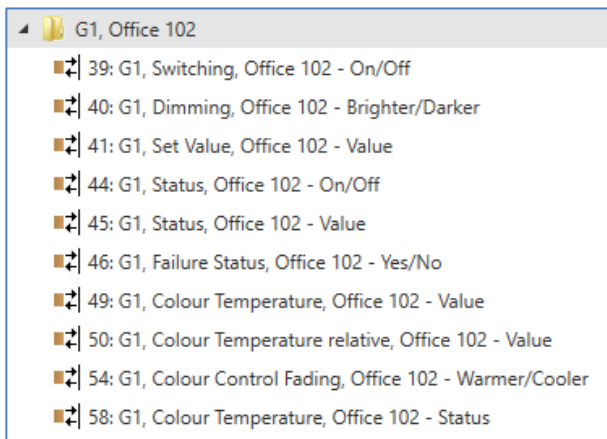 G1, Office 102
39: G1, Switching, Office 102 - On/Off
40: G1, Dimming, Office 102 - Brighter/Darker
41: G1, Set Value, Office 102 - Value
44: G1, Status, Office 102 - On/Off
45: G1, Status, Office 102 - Value
46: G1, Failure Status, Office 102 - Yes/No
49: G1, Colour Temperature, Office 102 - Value
50: G1, Colour Temperature relative, Office 102 - Value
54: G1, Colour Control Fading, Office 102 - Warmer/Cooler
58: G1, Colour Temperature, Office 102 - Status